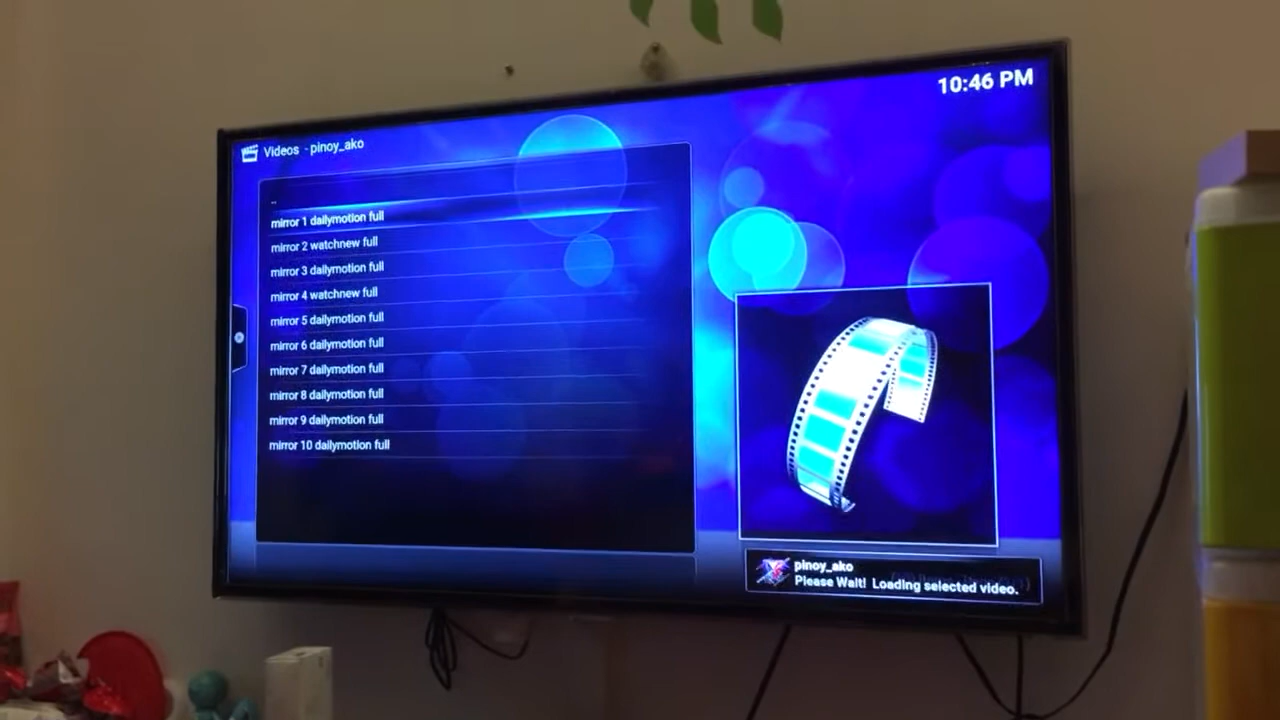 10:46 PM
Videos - pinoy_ako
..
mirror 1 dailymotion full
mirror 2 watchnew full
mirror 3 dailymotion full
mirror 4 watchnew full
mirror 5 dailymotion full
mirror 6 dailymotion full
mirror 7 dailymotion full
mirror 8 dailymotion full
mirror 9 dailymotion full
mirror 10 dailymotion full
pinoy_ako
Please Wait! Loading selected video.